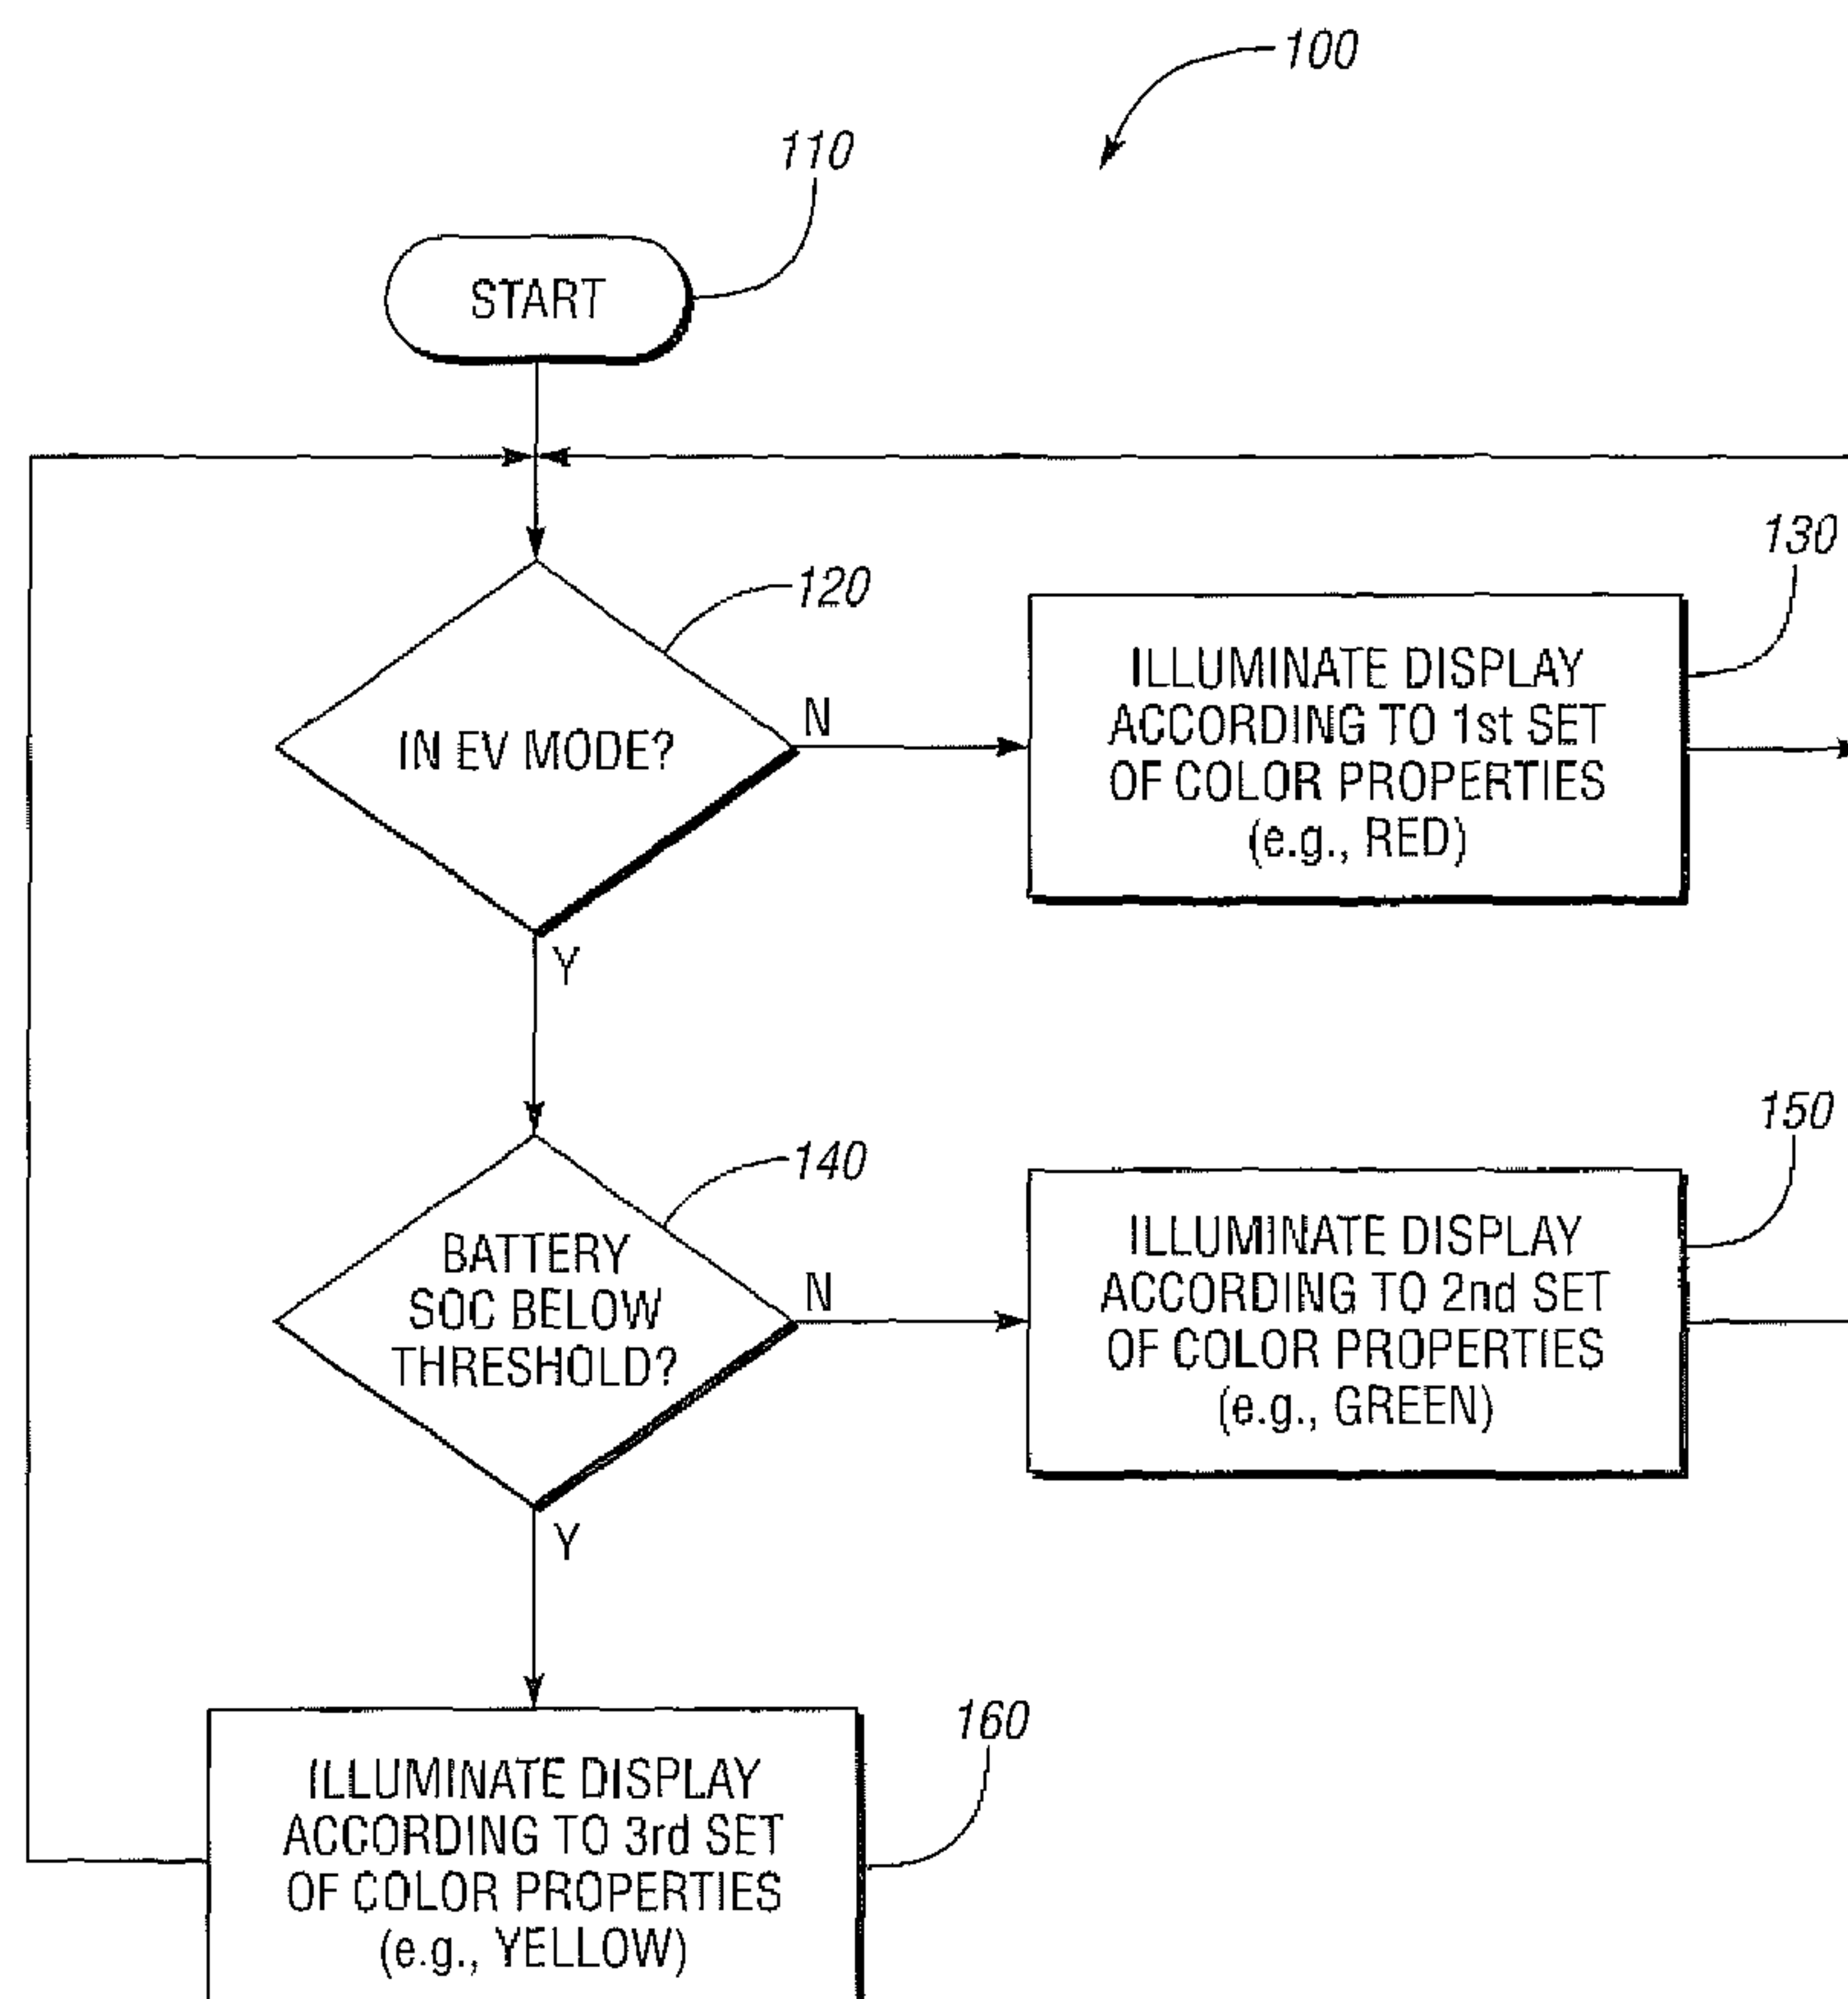 100
110
START
120
130
IN EV MODE?
N
ILLUMINATE DISPLAY
ACCORDING TO 1st SET
OF COLOR PROPERTIES
(e.g., RED)
Y
140
150
BATTERY
SOC BELOW
THRESHOLD?
N
ILLUMINATE DISPLAY
ACCORDING TO 2nd SET
OF COLOR PROPERTIES
(e.g., GREEN)
Y
160
ILLUMINATE DISPLAY
ACCORDING TO 3rd SET
OF COLOR PROPERTIES
(e.g., YELLOW)